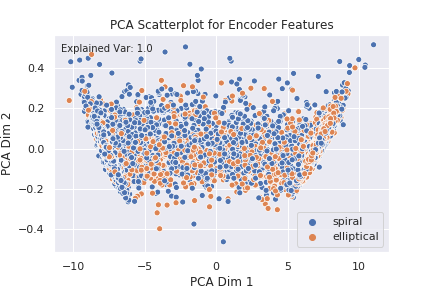 PCA Scatterplot for Encoder Features
Explained Var: 1.0
0.4
0.2
0.0
−0.2
−0.4
PCA Dim 2
−10
−5
0
5
10
PCA Dim 1
spiral
elliptical